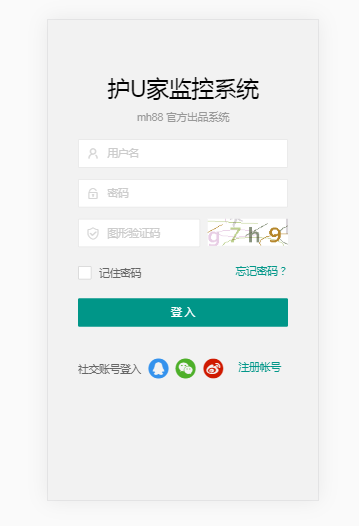 护U家监控系统
mh88 官方出品系统
用户名
密码
图形验证码 g7h9
记住密码 忘记密码？
登入
社交账号登入 注册帐号